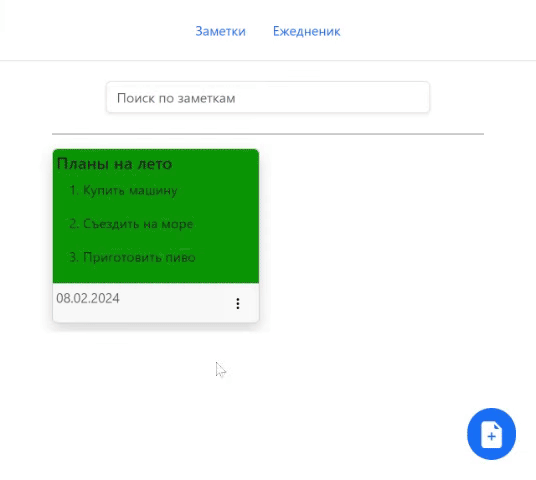 Заметки Ежедневник
Поиск по заметкам
Планы на лето
1. Купить машину
2. Съездить на море
3. Приготовить пиво
08.02.2024